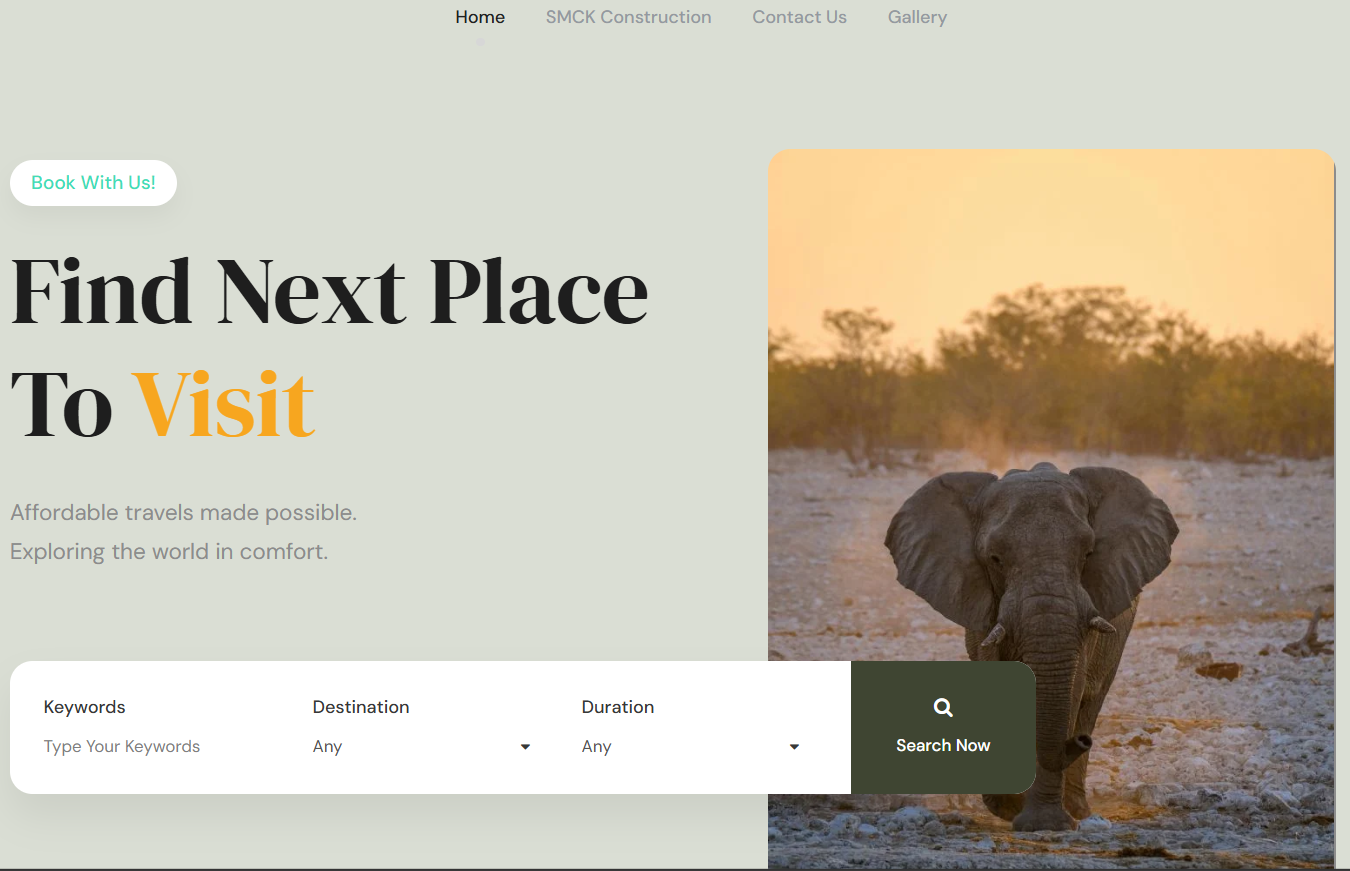 Home SMCK Construction Contact Us Gallery
Book With Us!
Find Next Place
To Visit
Affordable travels made possible.
Exploring the world in comfort.
Keywords Destination Duration
Type Your Keywords Any Any
Search Now